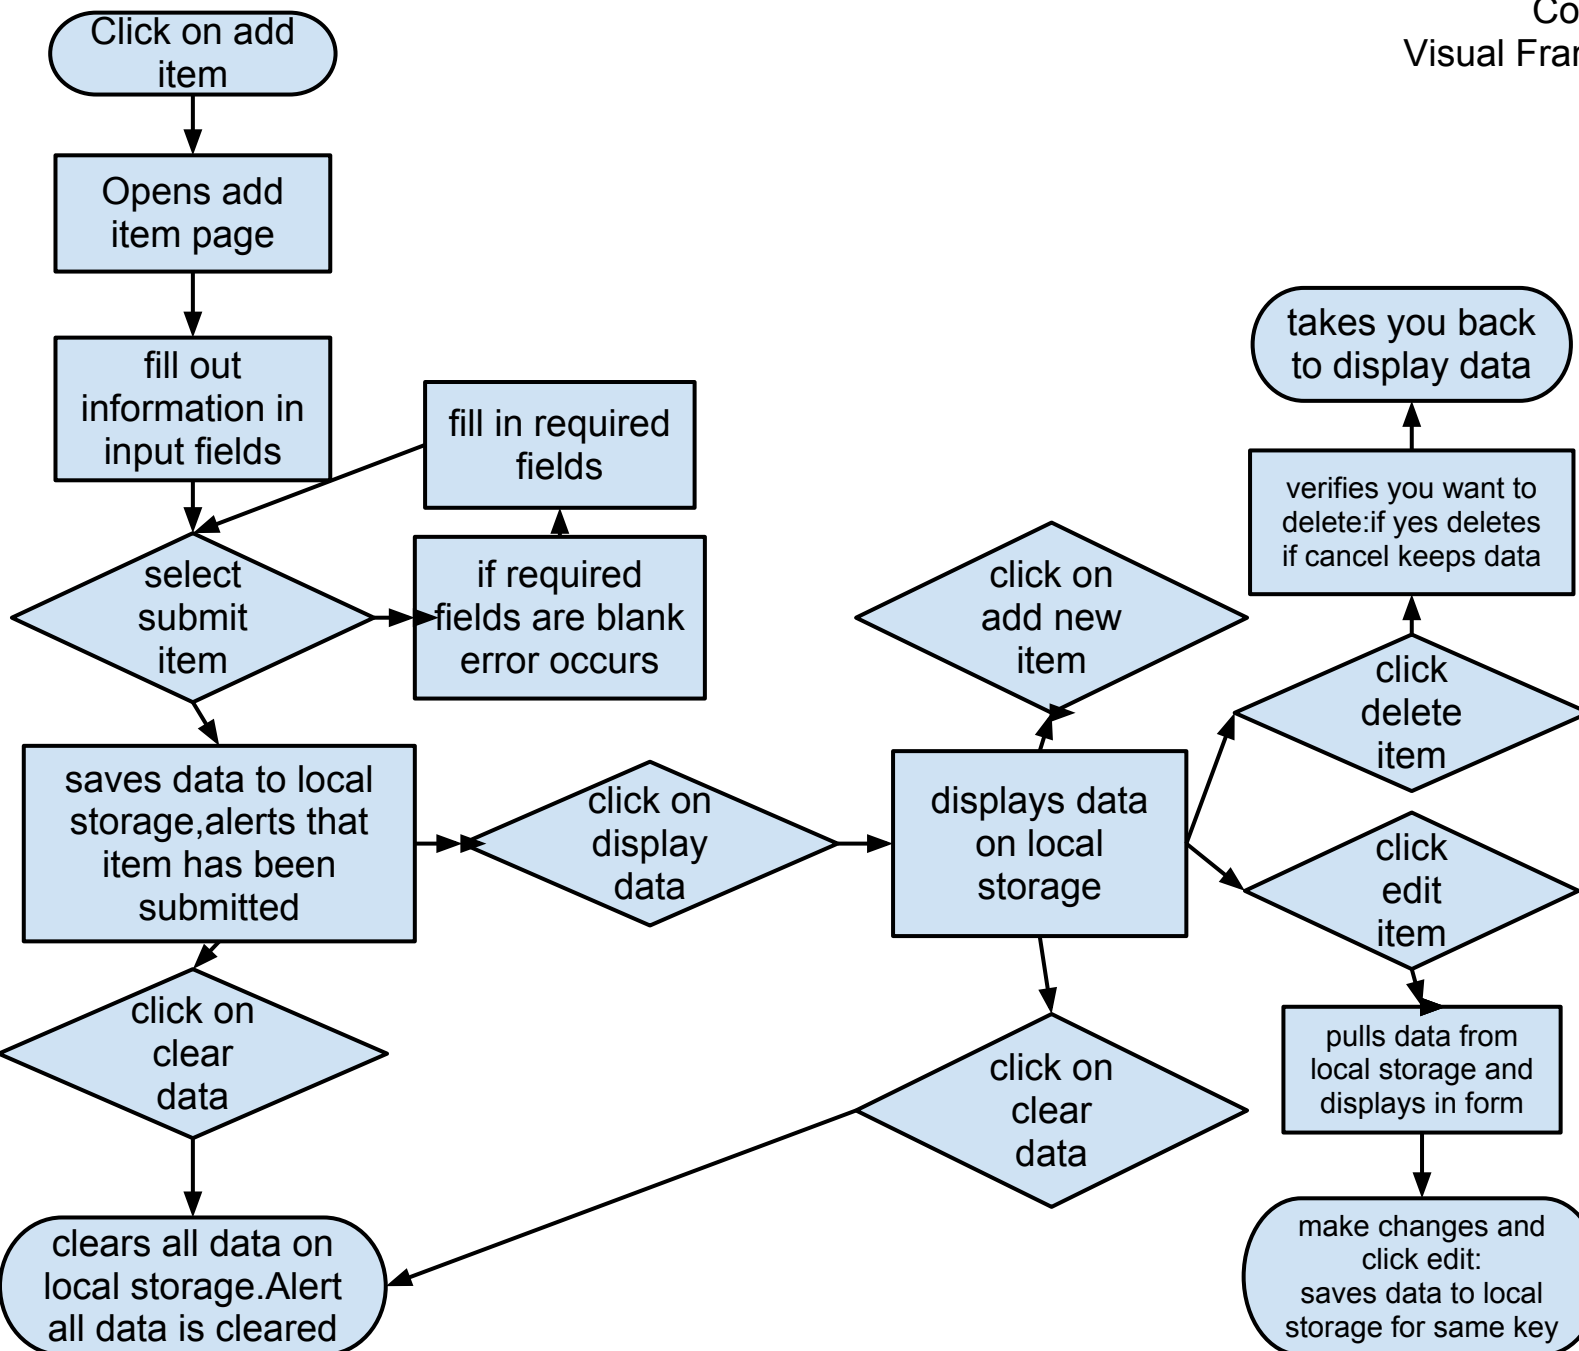 Click on add
item
Opens add
item page
fill out
information in
input fields
fill in required
fields
select
submit
item
if required
fields are blank
error occurs
saves data to local
storage,alerts that
item has been
submitted
click on
display
data
click on
clear
data
clears all data on
local storage.Alert
all data is cleared
click on
add new
item
displays data
on local
storage
click on
clear
data
takes you back
to display data
verifies you want to
delete:if yes deletes
if cancel keeps data
click
delete
item
click
edit
item
pulls data from
local storage and
displays in form
make changes and
click edit:
saves data to local
storage for same key
Visual